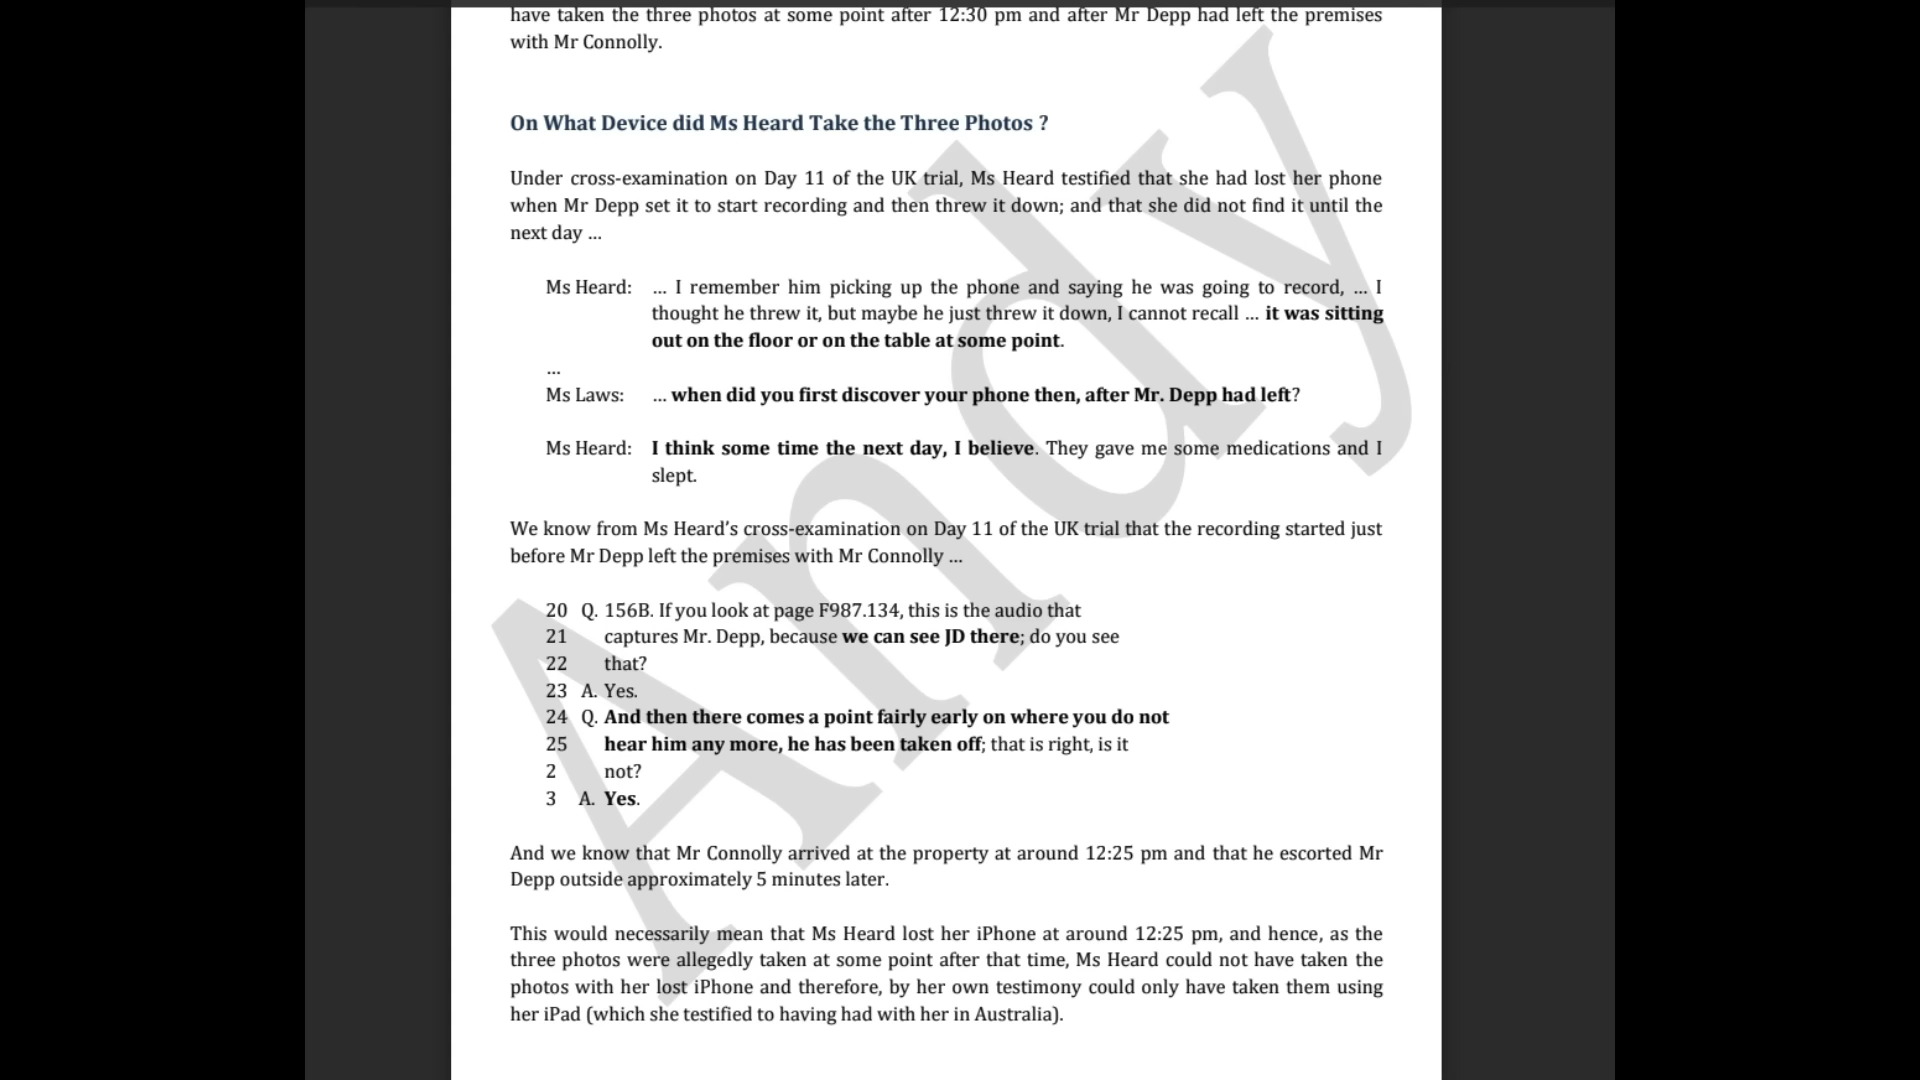 have taken the three photos at some point after 12:30 pm and after Mr Depp had left the premises
with Mr Connolly.
On What Device did Ms Heard Take the Three Photos ?
Under cross-examination on Day 11 of the UK trial, Ms Heard testified that she had lost her phone
when Mr Depp set it to start recording and then threw it down; and that she did not find it until the
next day ...
Ms Heard: ... I remember him picking up the phone and saying he was going to record, ... I
thought he threw it, but maybe he just threw it down, I cannot recall ... it was sitting
out on the floor or on the table at some point.
...
Ms Laws: ... when did you first discover your phone then, after Mr. Depp had left?
Ms Heard: I think some time the next day, I believe. They gave me some medications and I
slept.
We know from Ms Heard's cross-examination on Day 11 of the UK trial that the recording started just
before Mr Depp left the premises with Mr Connolly ...
20 Q. 156B. If you look at page F987.134, this is the audio that
21 captures Mr. Depp, because we can see JD there; do you see
22 that?
23 A. Yes.
24 Q. And then there comes a point fairly early on where you do not
25 hear him any more, he has been taken off; that is right, is it
2 not?
3 A. Yes.
And we know that Mr Connolly arrived at the property at around 12:25 pm and that he escorted Mr
Depp outside approximately 5 minutes later.
This would necessarily mean that Ms Heard lost her iPhone at around 12:25 pm, and hence, as the
three photos were allegedly taken at some point after that time, Ms Heard could not have taken the
photos with her lost iPhone and therefore, by her own testimony could only have taken them using
her iPad (which she testified to having had with her in Australia).
Andy